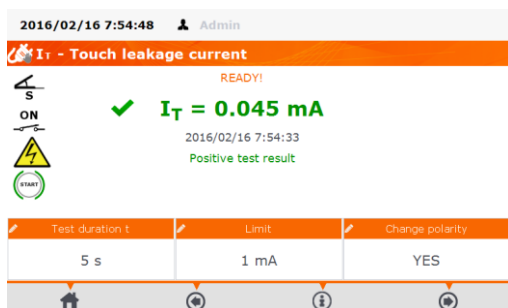 2016/02/16 7:54:48 Admin
IT - Touch leakage current
READY!
S
IT = 0.045 mA
ON
2016/02/16 7:54:33
Positive test result
START
Test duration t Limit Change polarity
5 s 1 mA YES